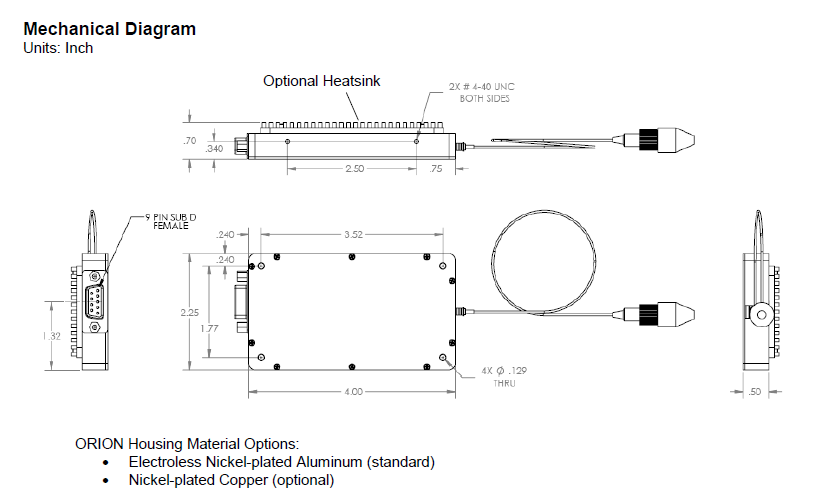 Mechanical Diagram
Units: Inch
Optional Heatsink
2X # 4-40 UNC
BOTH SIDES
.70
.340
2.50
.75
9 PIN SUB D
FEMALE
.240
3.52
.240
2.25
1.77
1.32
4X Ø .129
THRU
4.00
.50
ORION Housing Material Options:
• Electroless Nickel-plated Aluminum (standard)
• Nickel-plated Copper (optional)